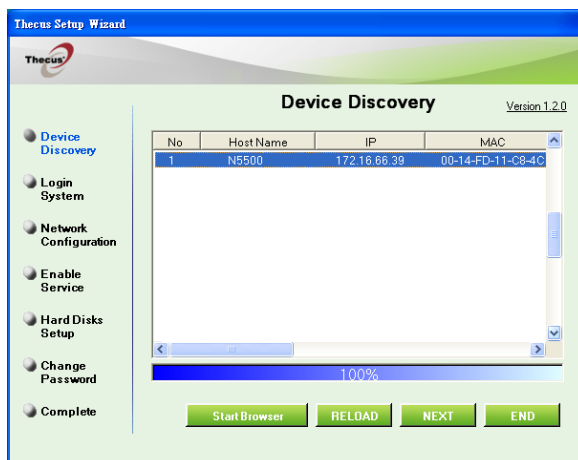 Thecus Setup Wizard
Thecus
Device Discovery
Version 1.2.0
Device
Discovery
Login
System
Network
Configuration
Enable
Service
Hard Disks
Setup
Change
Password
Complete
No Host Name IP MAC
1 N5500 172.16.66.39 00-14-FD-11-C8-4C
100%
Start Browser RELOAD NEXT END